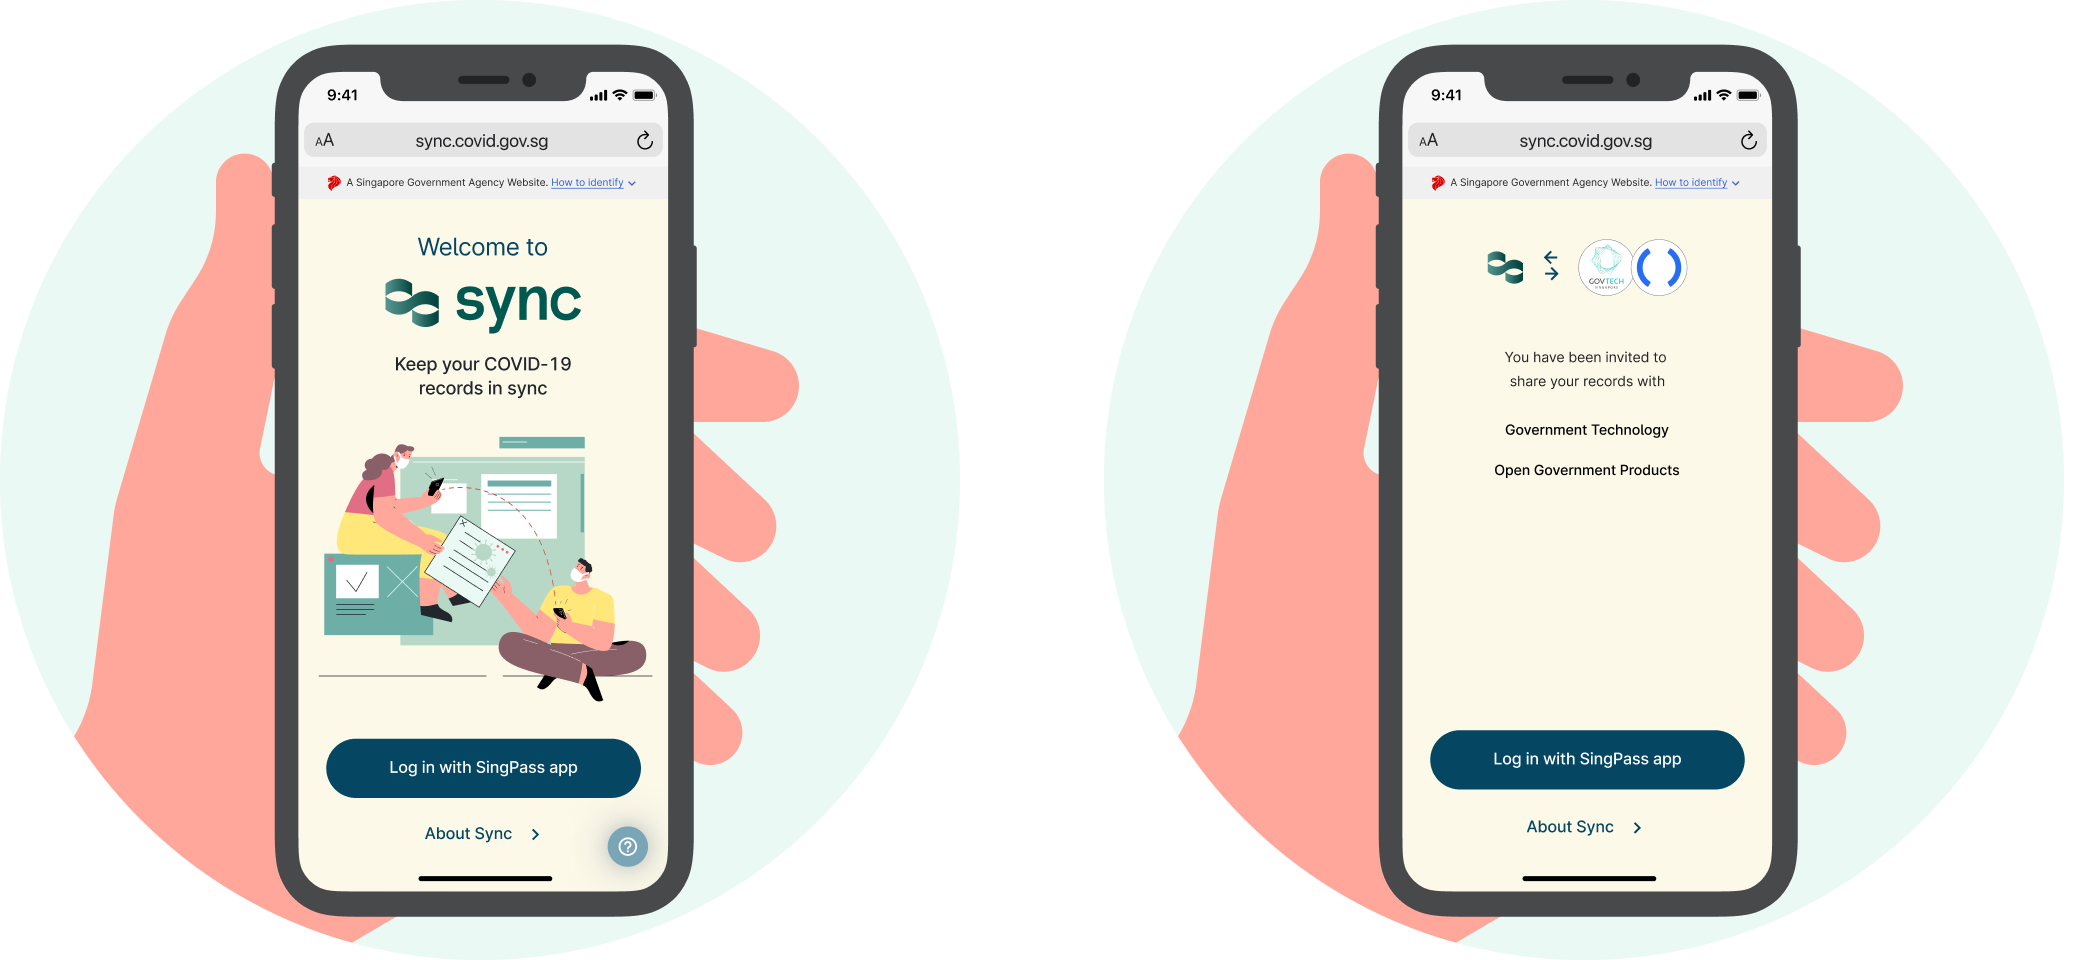 9:41
AA
sync.covid.gov.sg
A Singapore Government Agency Website. How to identify
Welcome to
sync
Keep your COVID-19
records in sync
Log in with SingPass app
About Sync
9:41
AA
sync.covid.gov.sg
A Singapore Government Agency Website. How to identify
GOVTECH
SINGAPORE
You have been invited to
share your records with
Government Technology
Open Government Products
Log in with SingPass app
About Sync